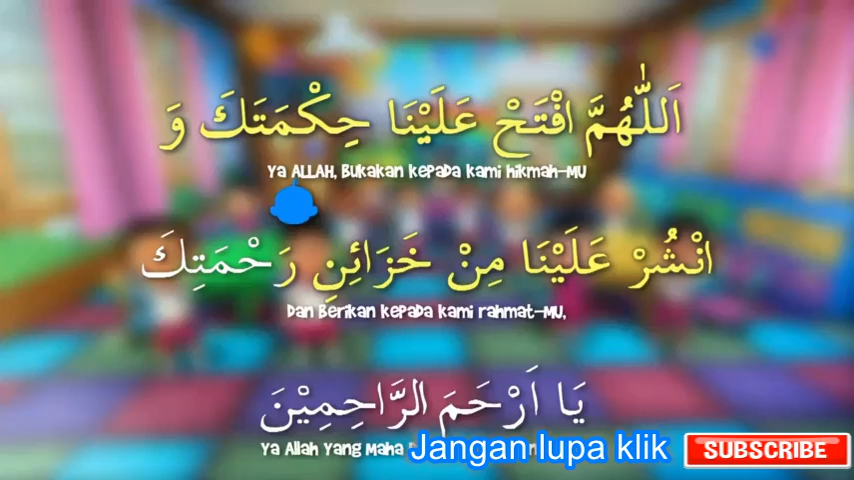 اَللّٰهُمَّ افْتَحْ عَلَيْنَا حِكْمَتَكَ وَ
Ya ALLAH, Bukakan kepada kami hikmah-MU
انْشُرْ عَلَيْنَا مِنْ خَزَائِنِ رَحْمَتِكَ
Dan Berikan kepada kami rahmat-MU,
يَا اَرْحَمَ الرَّاحِمِيْنَ
Ya Allah Yang Maha
Jangan lupa klik SUBSCRIBE